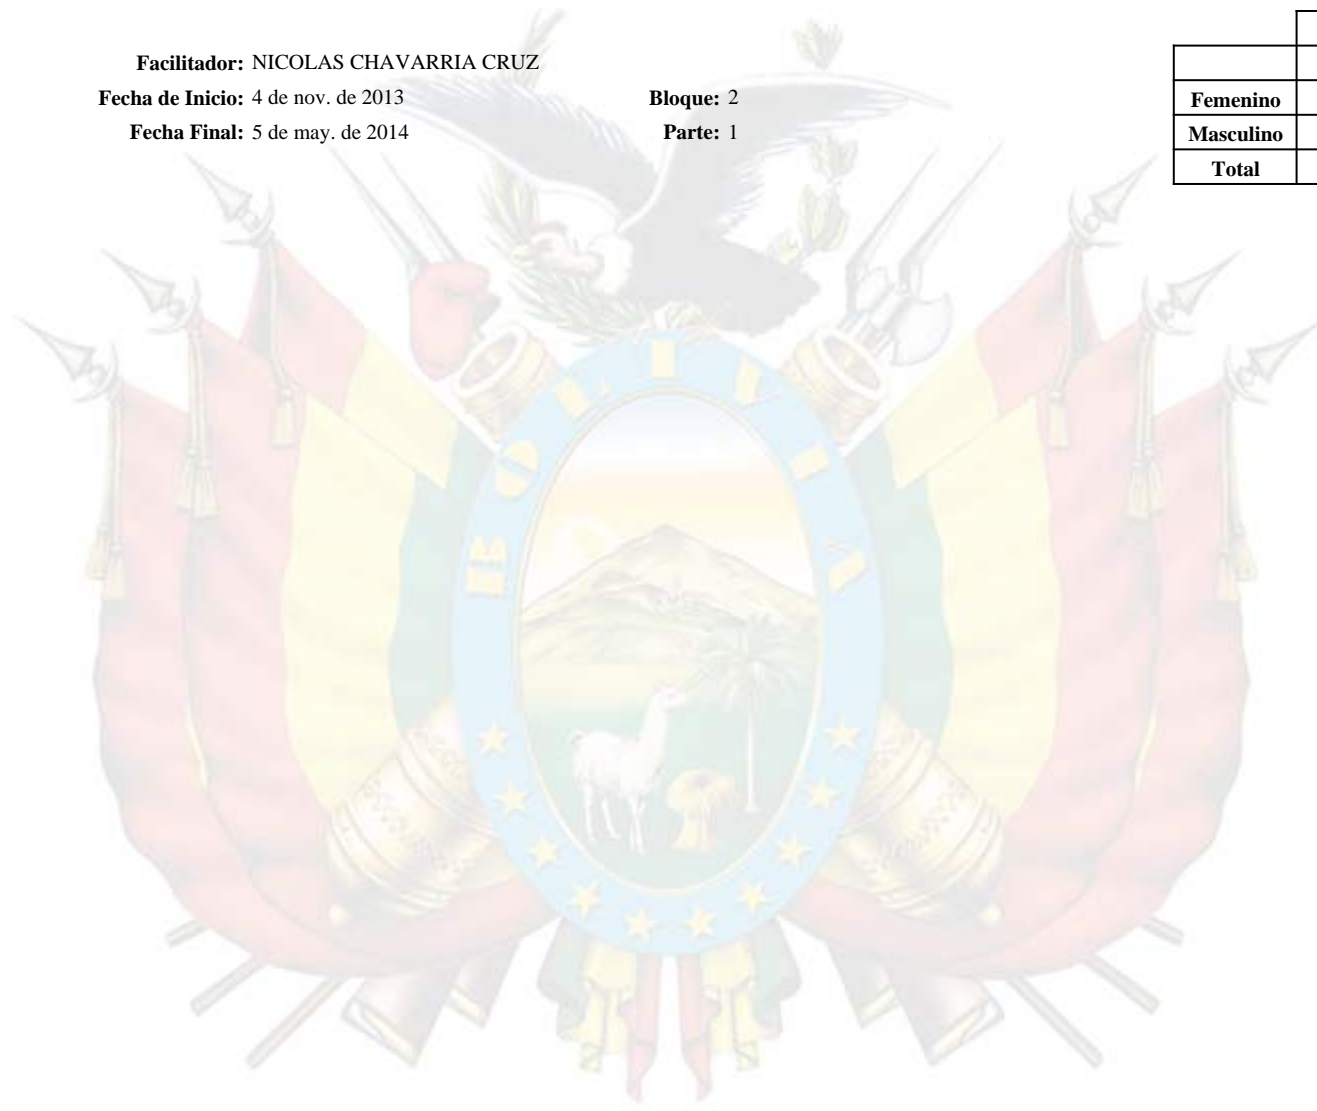 Facilitador: NICOLAS CHAVARRIA CRUZ
Fecha de Inicio: 4 de nov. de 2013 Bloque: 2
Fecha Final: 5 de may. de 2014 Parte: 1
Femenino
Masculino
Total
BOLIVIA